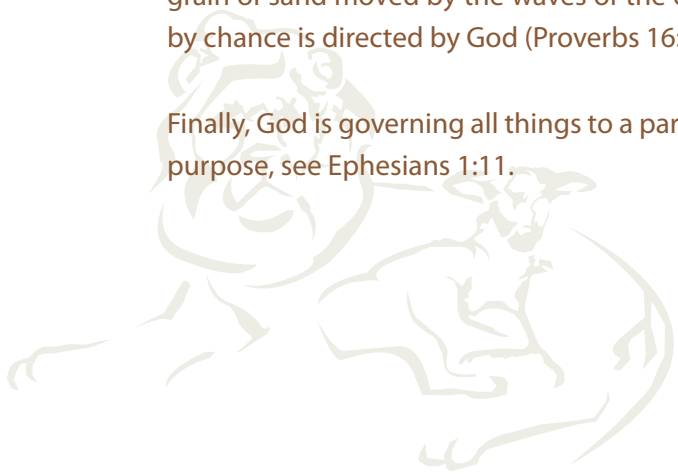 grain of sand moved by the waves of the
by chance is directed by God (Proverbs 16:
Finally, God is governing all things to a par
purpose, see Ephesians 1:11.